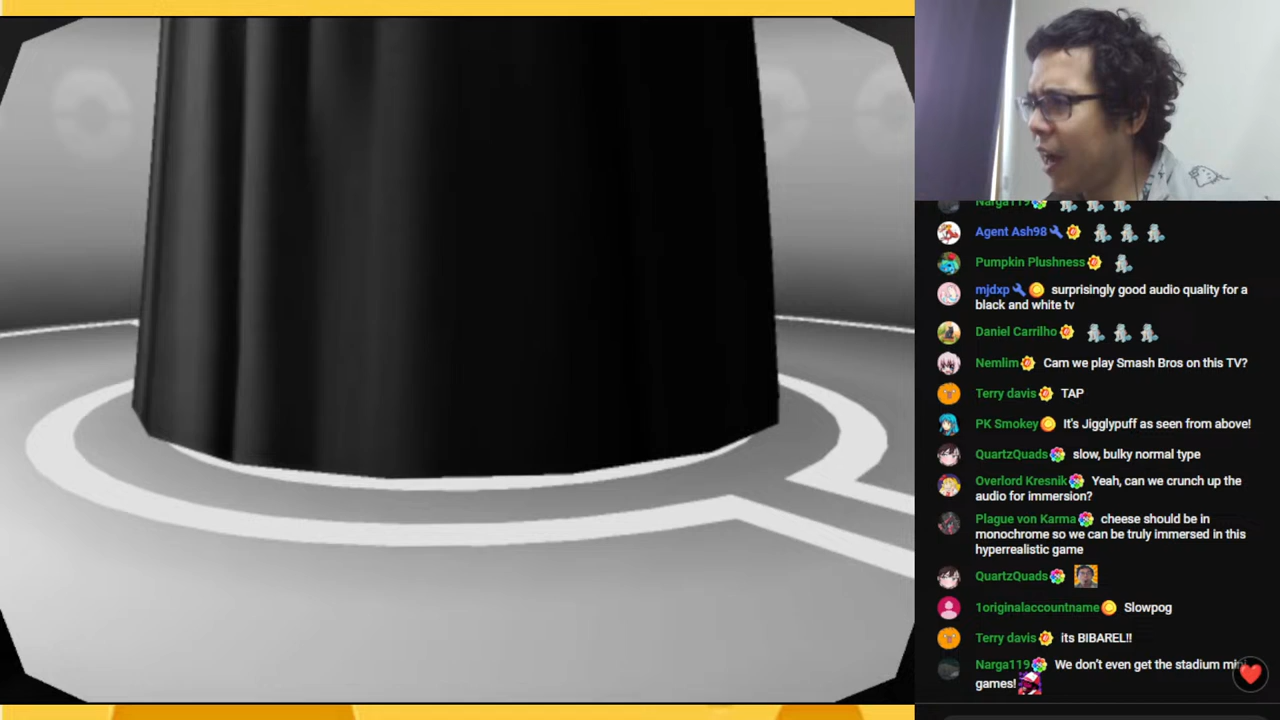 Narga119
Agent Ash98
Pumpkin Plushness
mjdxp surprisingly good audio quality for a
black and white tv
Daniel Carrilho
Nemlim Cam we play Smash Bros on this TV?
Terry davis TAP
PK Smokey It's Jigglypuff as seen from above!
QuartzQuads slow, bulky normal type
Overlord Kresnik Yeah, can we crunch up the
audio for immersion?
Plague von Karma cheese should be in
monochrome so we can be truly immersed in this
hyperrealistic game
QuartzQuads
1originalaccountname Slowpog
Terry davis its BIBAREL!!
Narga119 We don't even get the stadium
games!